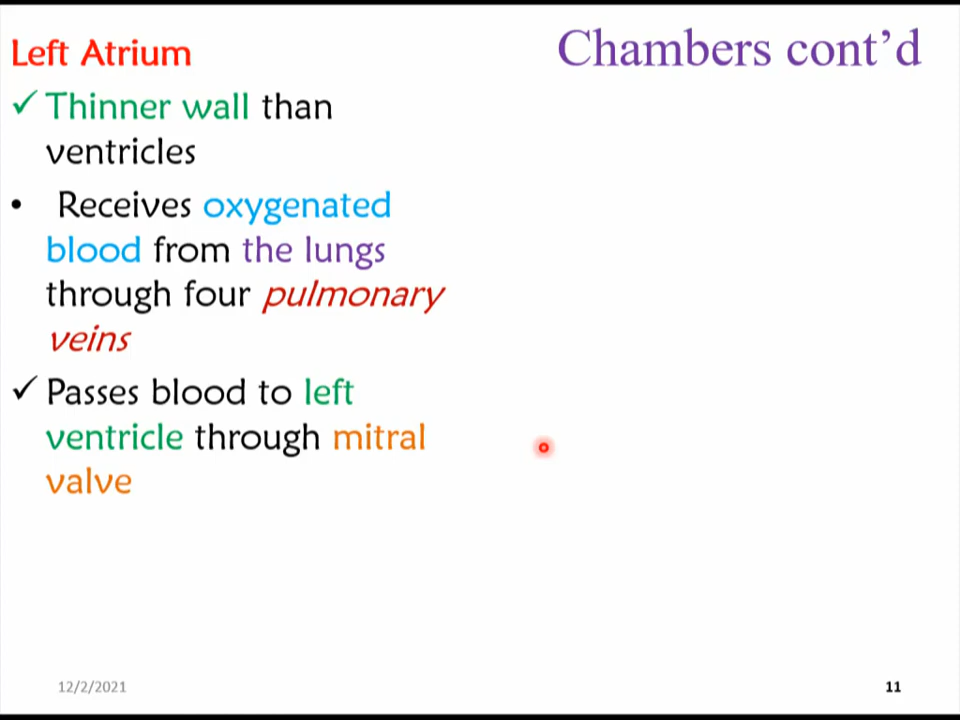 Chambers cont’d
Left Atrium
✓ Thinner wall than
ventricles
• Receives oxygenated
blood from the lungs
through four pulmonary
veins
✓ Passes blood to left
ventricle through mitral
valve
12/2/2021
11